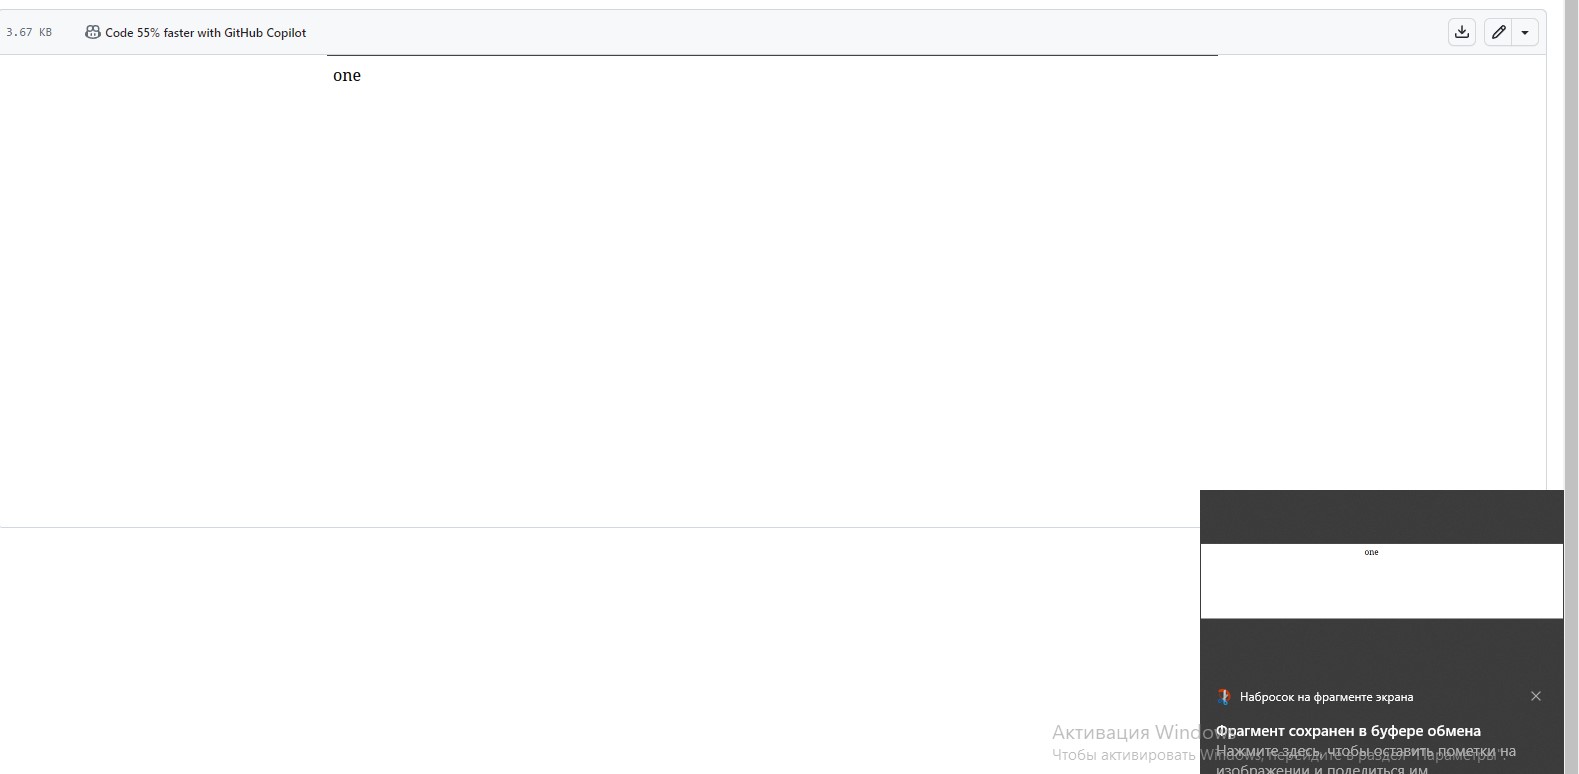 3.67 KB
Code 55% faster with GitHub Copilot
one
one
Набросок на фрагменте экрана
Фрагмент сохранен в буфере обмена
Нажмите здесь, чтобы оставить пометки на
изображении и поделиться им
Активация Windows
Чтобы активировать Windows, перейдите в раздел "Параметры".